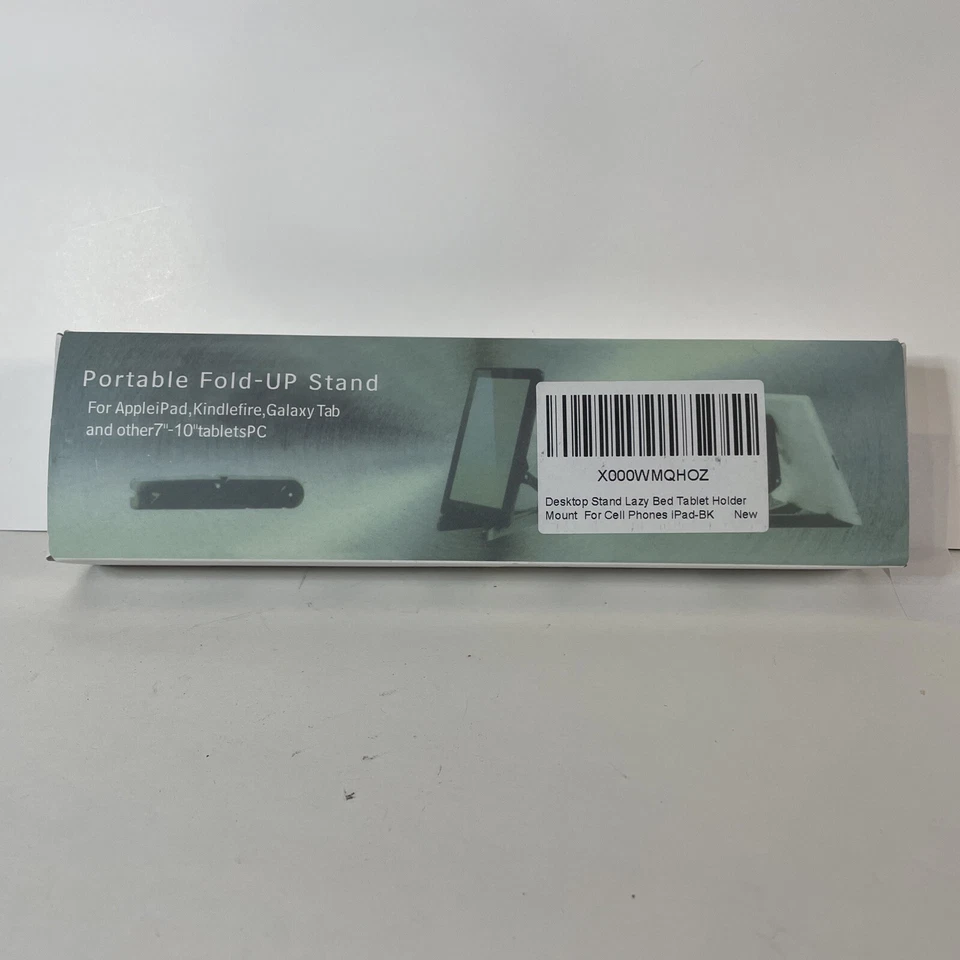 Portable Fold-UP Stand
For AppleiPad,Kindlefire,Galaxy Tab
and other7"-10"tabletsPC
X000WMQHOZ
Desktop Stand Lazy Bed Tablet Holder
Mount For Cell Phones iPad-BK New